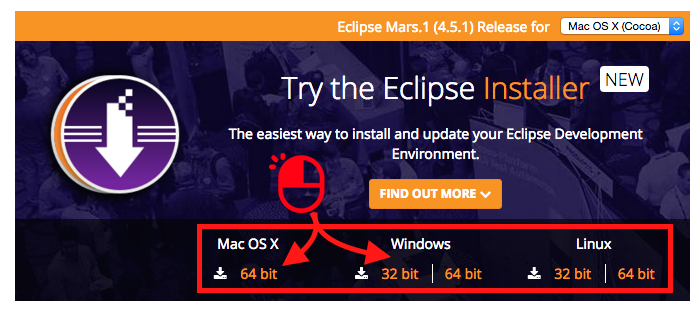 Eclipse Mars.1 (4.5.1) Release for Mac OS X (Cocoa)
Try the Eclipse Installer NEW
The easiest way to install and update your Eclipse Development
Environment.
FIND OUT MORE
Mac OS X Windows Linux
64 bit 32 bit 64 bit 32 bit 64 bit